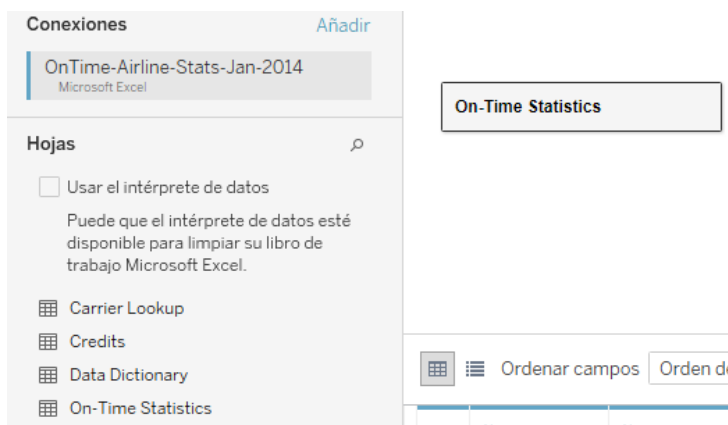 Conexiones
Añadir
OnTime-Airline-Stats-Jan-2014
Microsoft Excel
Hojas
Usar el intérprete de datos
Puede que el intérprete de datos esté
disponible para limpiar su libro de
trabajo Microsoft Excel.
Carrier Lookup
Credits
Data Dictionary
On-Time Statistics
On-Time Statistics
Ordenar campos
Orden